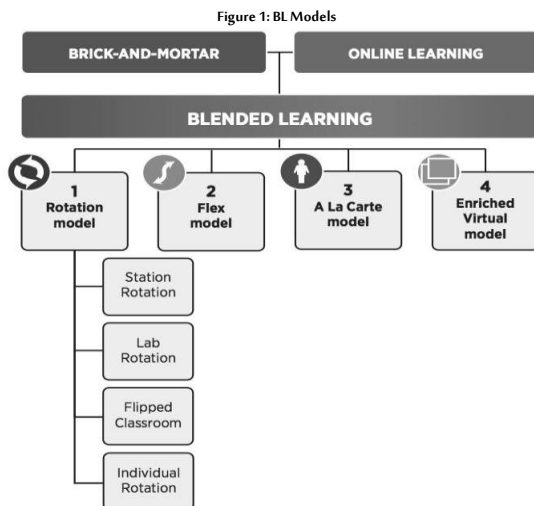 Figure 1: BL Models
BRICK-AND-MORTAR
ONLINE LEARNING
BLENDED LEARNING
1
Rotation
model
2
Flex
model
3
A La Carte
model
4
Enriched
Virtual
model
Station
Rotation
Lab
Rotation
Flipped
Classroom
Individual
Rotation